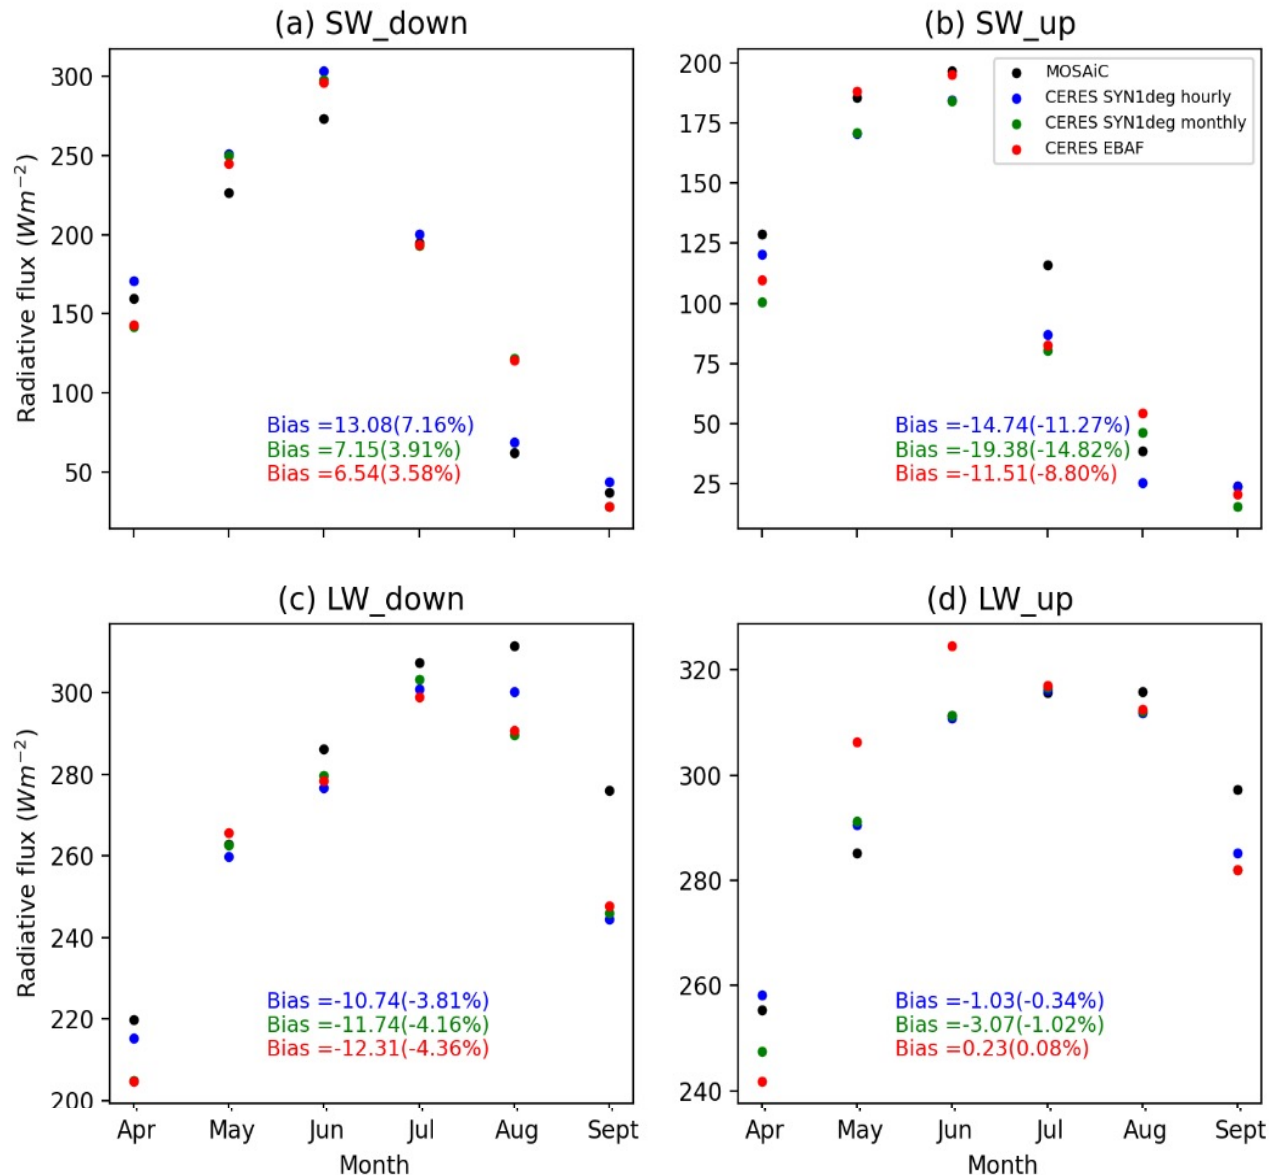 (a) SW_down
Radiative flux (Wm⁻²)
300
250
200
150
100
50
Bias =13.08(7.16%)
Bias =7.15(3.91%)
Bias =6.54(3.58%)
(b) SW_up
200
175
150
125
100
75
50
25
MOSAiC
CERES SYN1deg hourly
CERES SYN1deg monthly
CERES EBAF
Bias =-14.74(-11.27%)
Bias =-19.38(-14.82%)
Bias =-11.51(-8.80%)
(c) LW_down
Radiative flux (Wm⁻²)
300
280
260
240
220
200
Bias =-10.74(-3.81%)
Bias =-11.74(-4.16%)
Bias =-12.31(-4.36%)
Apr May Jun Jul Aug Sept
Month
(d) LW_up
320
300
280
260
240
Bias =-1.03(-0.34%)
Bias =-3.07(-1.02%)
Bias =0.23(0.08%)
Apr May Jun Jul Aug Sept
Month